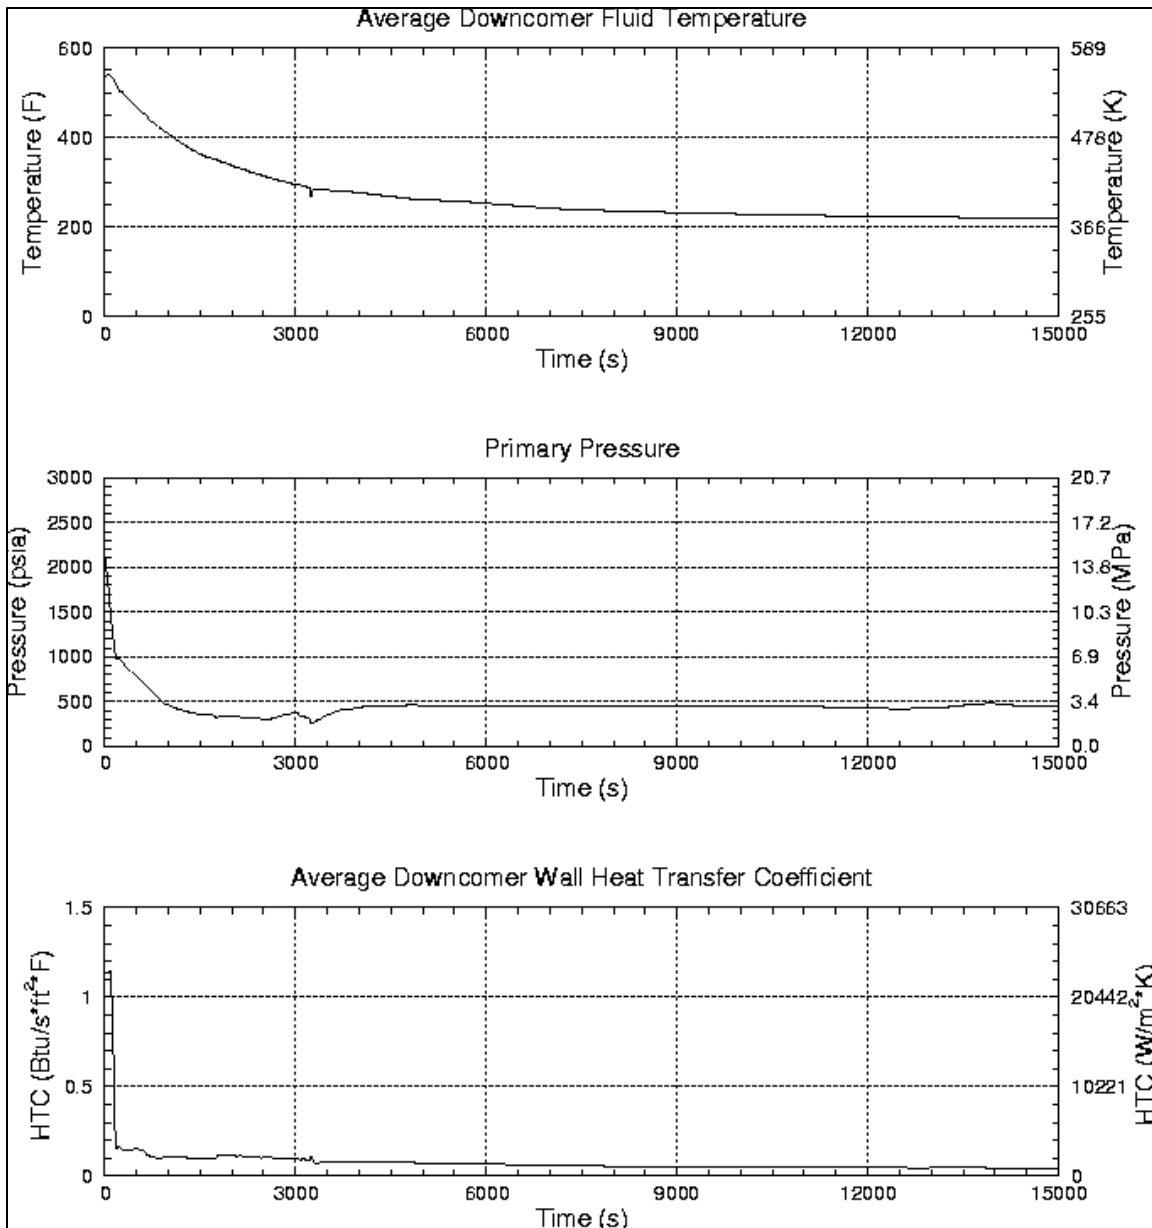 Average Downcomer Fluid Temperature
600
400
200
0
Temperature (F)
589
478
366
255
Temperature (K)
0 3000 6000 9000 12000 15000
Time (s)
Primary Pressure
3000
2500
2000
1500
1000
500
0
Pressure (psia)
20.7
17.2
13.8
10.3
6.9
3.4
0.0
Pressure (MPa)
0 3000 6000 9000 12000 15000
Time (s)
Average Downcomer Wall Heat Transfer Coefficient
1.5
1
0.5
0
HTC (Btu/s*ft²*F)
30663
20442
10221
0
HTC (W/m²*K)
0 3000 6000 9000 12000 15000
Time (s)